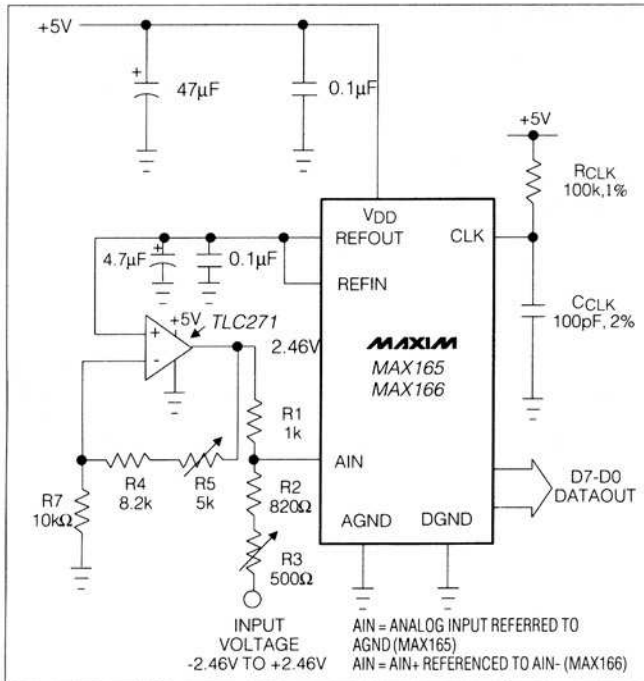 +5V
47µF
0.1µF
+5V
RCLK
100k,1%
VDD
REFOUT
CLK
4.7µF
0.1µF
REFIN
CCLK
100pF, 2%
+5V
TLC271
+
-
2.46V
MAXIM
MAX165
MAX166
R1
1k
AIN
R4
8.2k
R5
5k
R2
820Ω
D7-D0
DATAOUT
R7
10kΩ
AGND
DGND
R3
500Ω
INPUT
VOLTAGE
-2.46V TO +2.46V
AIN = ANALOG INPUT REFERRED TO
AGND (MAX165)
AIN = AIN+ REFERENCED TO AIN- (MAX166)